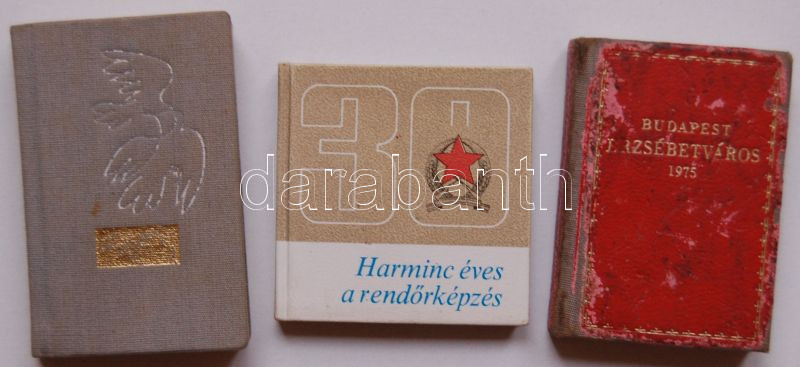 30
Harminc éves
a rendőrképzés
BUDAPEST
ERZSÉBETVÁROS
1975
darabanth